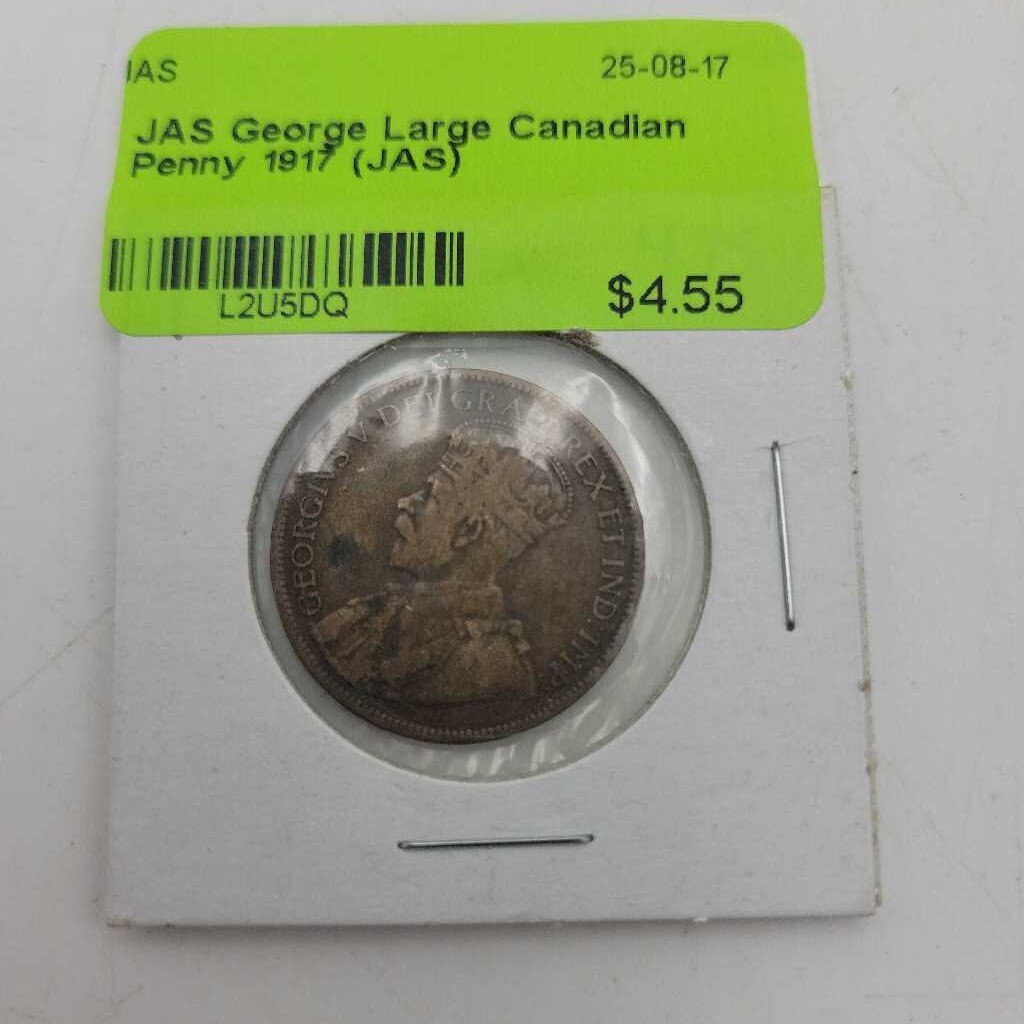 JAS 25-08-17
JAS George Large Canadian
Penny 1917 (JAS)
L2U5DQ
$4.55
GEORGIVS V DEI GRA: REX ET IND: IMP: